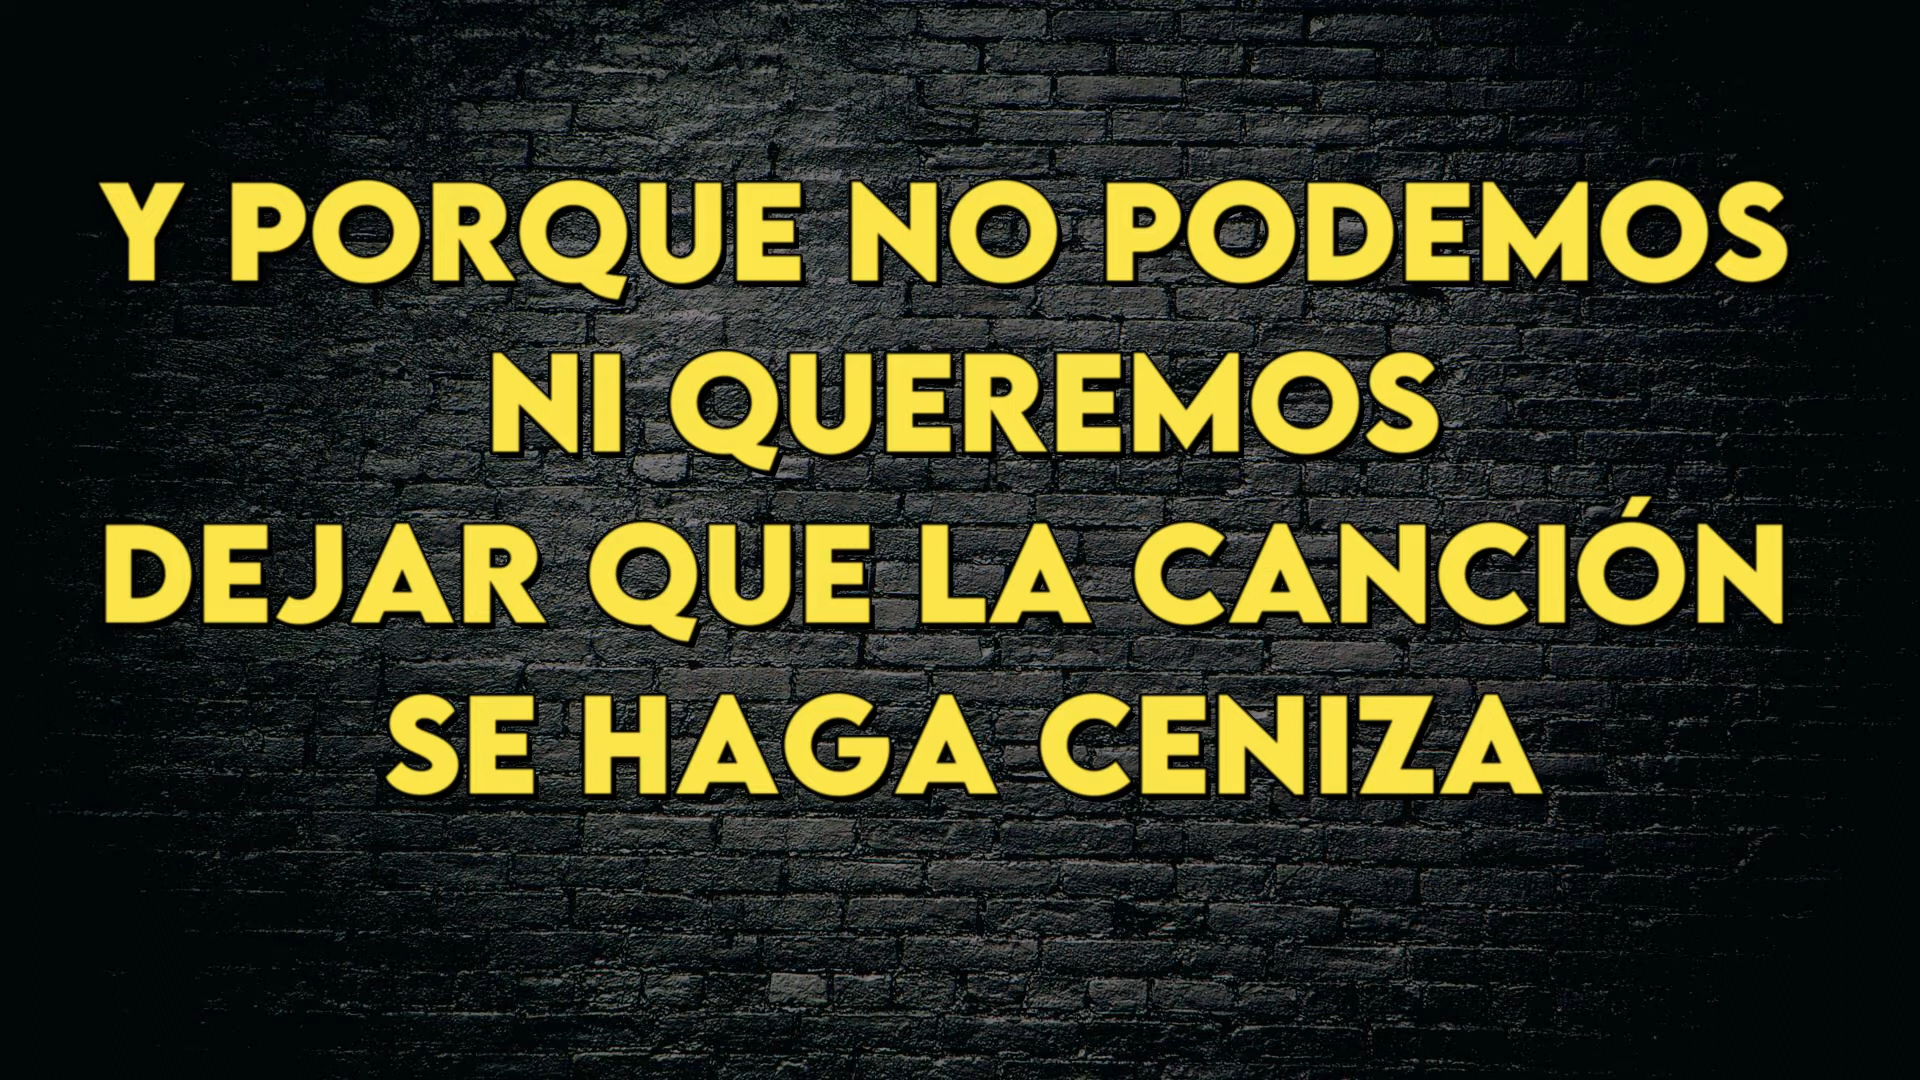 Y PORQUE NO PODEMOS
NI QUEREMOS
DEJAR QUE LA CANCIÓN
SE HAGA CENIZA